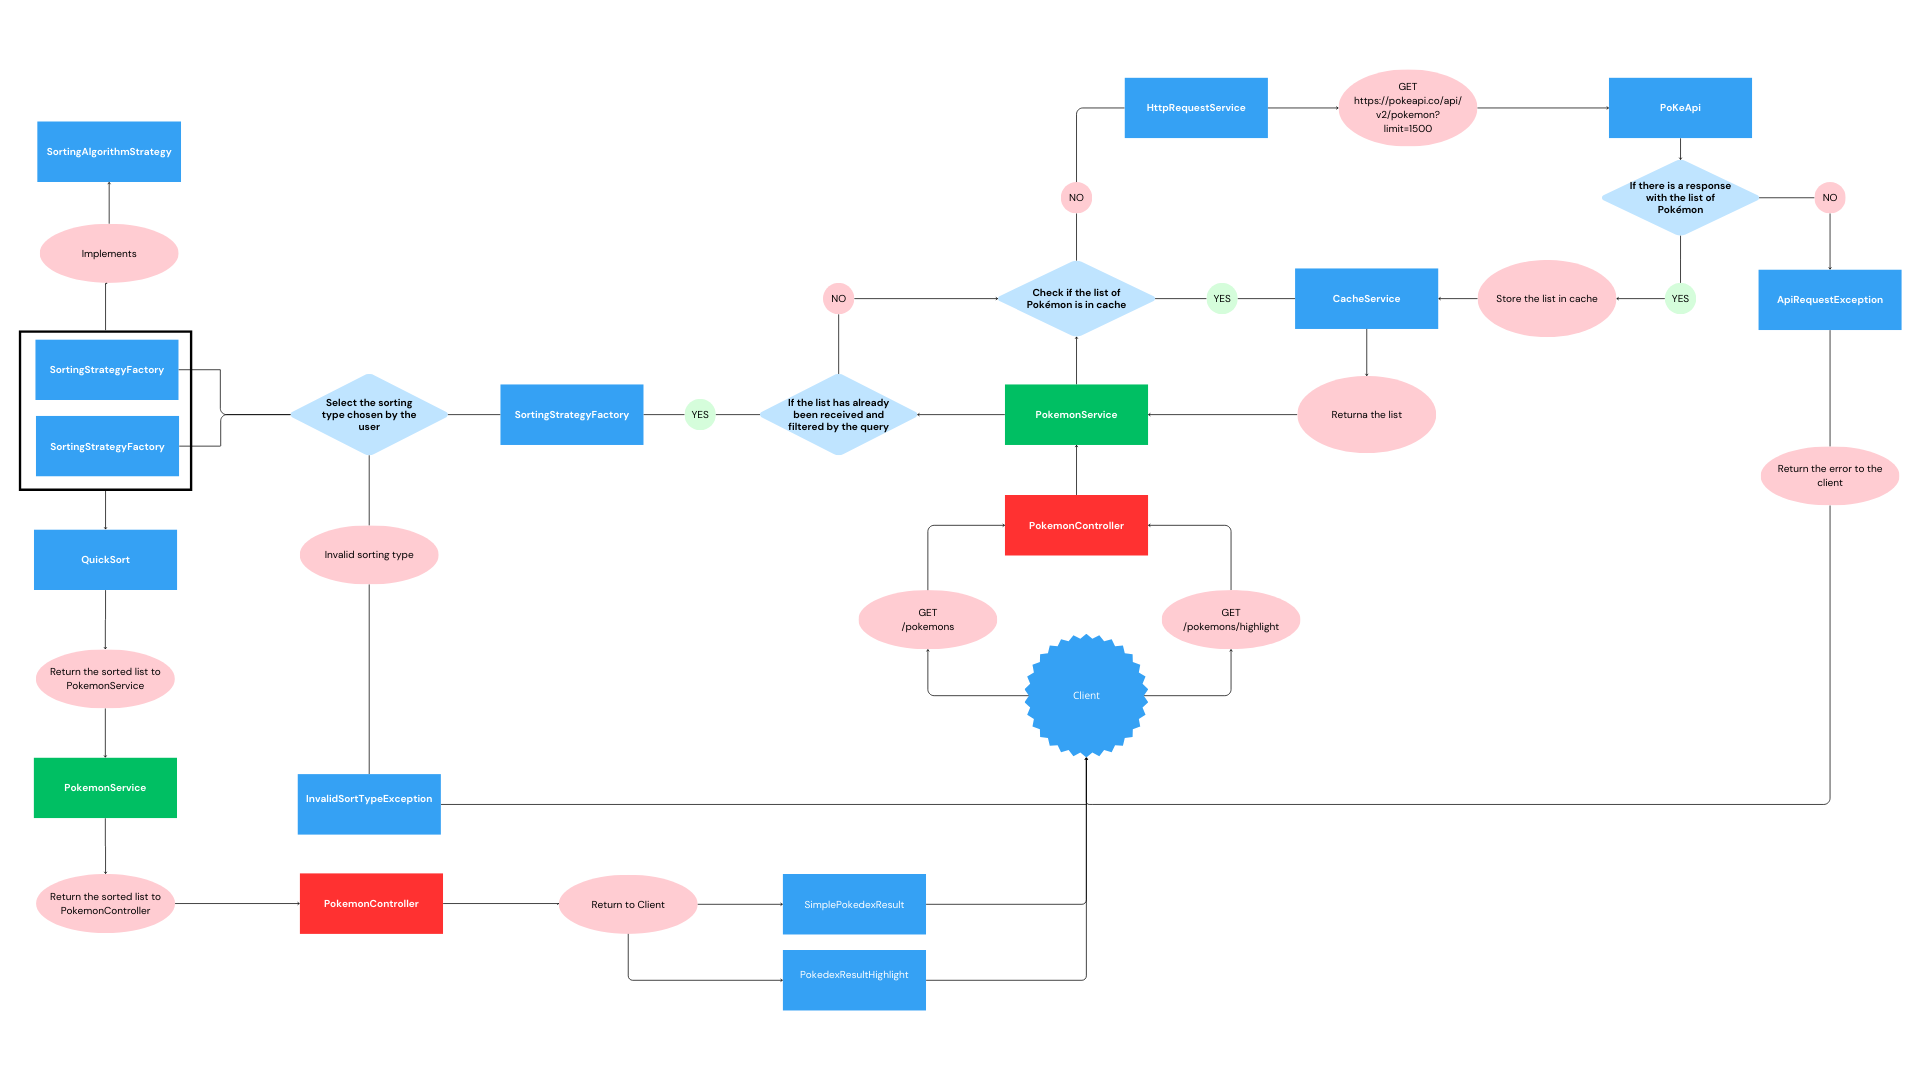 HttpRequestService
GET
https://pokeapi.co/api/
v2/pokemon?
limit=1500
PoKeApi
SortingAlgorithmStrategy
If there is a response
with the list of
Pokémon
NO
NO
Implements
Check if the list of
Pokémon is in cache
NO
YES
CacheService
Store the list in cache
YES
ApiRequestException
SortingStrategyFactory
SortingStrategyFactory
Select the sorting
type chosen by the
user
SortingStrategyFactory
YES
If the list has already
been received and
filtered by the query
PokemonService
Returna the list
Return the error to the
client
PokemonController
QuickSort
Invalid sorting type
GET
/pokemons
GET
/pokemons/highlight
Return the sorted list to
PokemonService
Client
PokemonService
InvalidSortTypeException
Return the sorted list to
PokemonController
PokemonController
Return to Client
SimplePokedexResult
PokedexResultHighlight